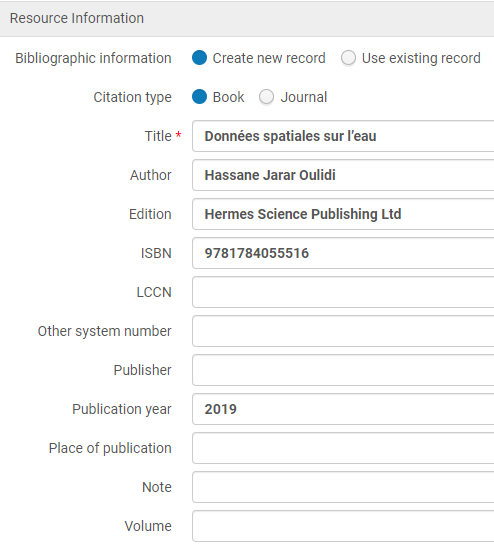 Resource Information
Bibliographic information Create new record Use existing record
Citation type Book Journal
Title * Données spatiales sur l’eau
Author Hassane Jarar Oulidi
Edition Hermes Science Publishing Ltd
ISBN 9781784055516
LCCN
Other system number
Publisher
Publication year 2019
Place of publication
Note
Volume